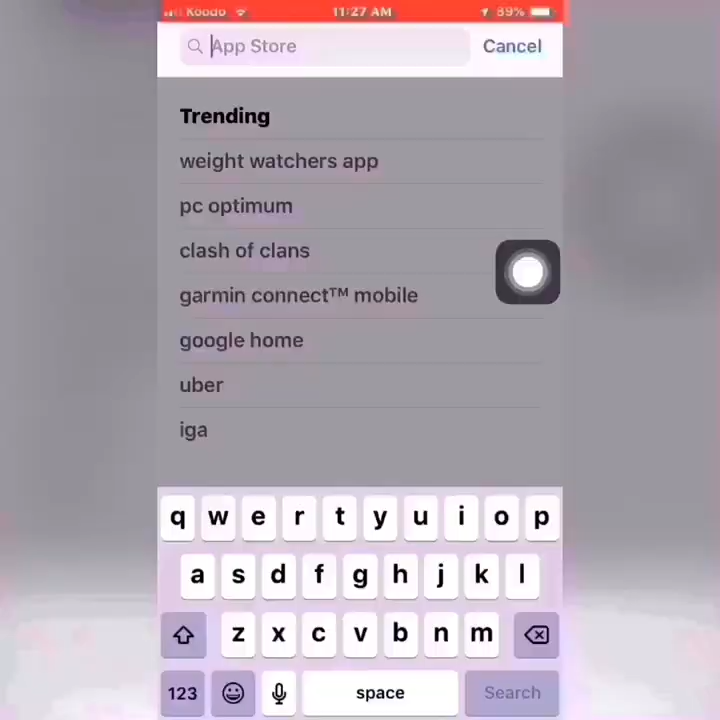 Koodo 11:27 AM 89%
App Store Cancel
Trending
weight watchers app
pc optimum
clash of clans
garmin connect™ mobile
google home
uber
iga
q w e r t y u i o p
a s d f g h j k l
z x c v b n m
123 space Search